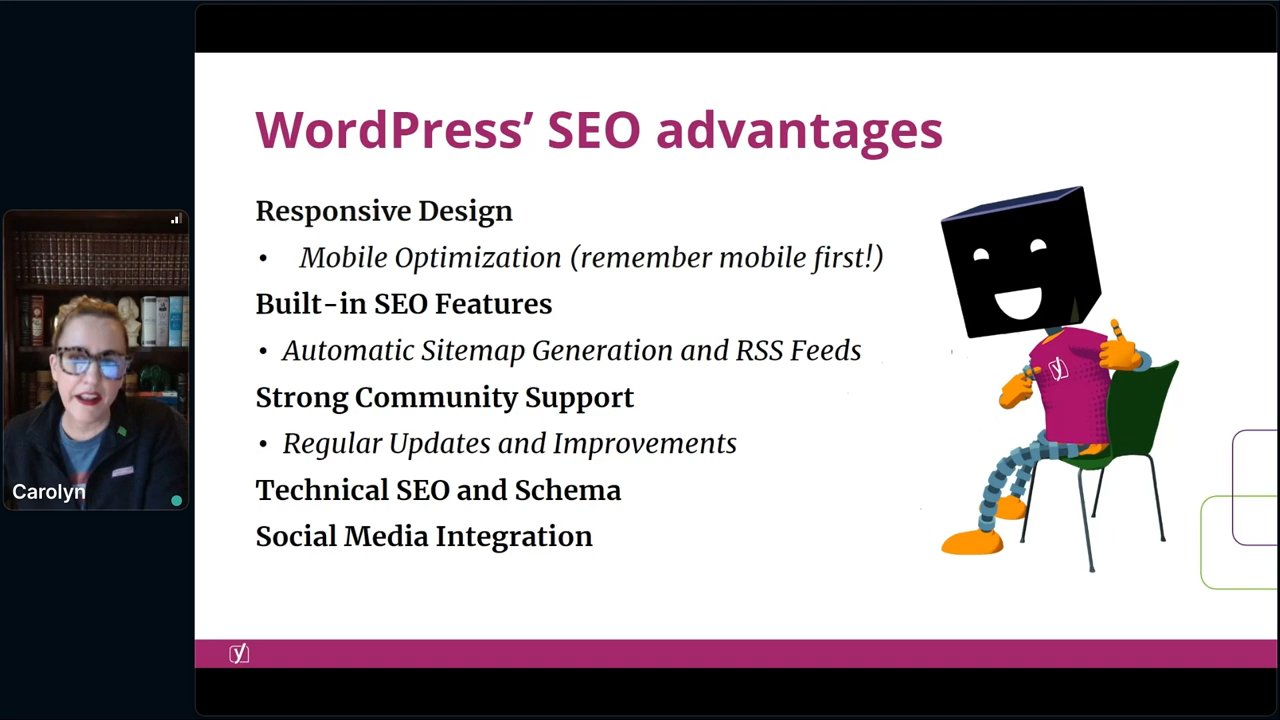 WordPress’ SEO advantages
Responsive Design
• Mobile Optimization (remember mobile first!)
Built-in SEO Features
• Automatic Sitemap Generation and RSS Feeds
Strong Community Support
• Regular Updates and Improvements
Technical SEO and Schema
Social Media Integration
Carolyn
y
y